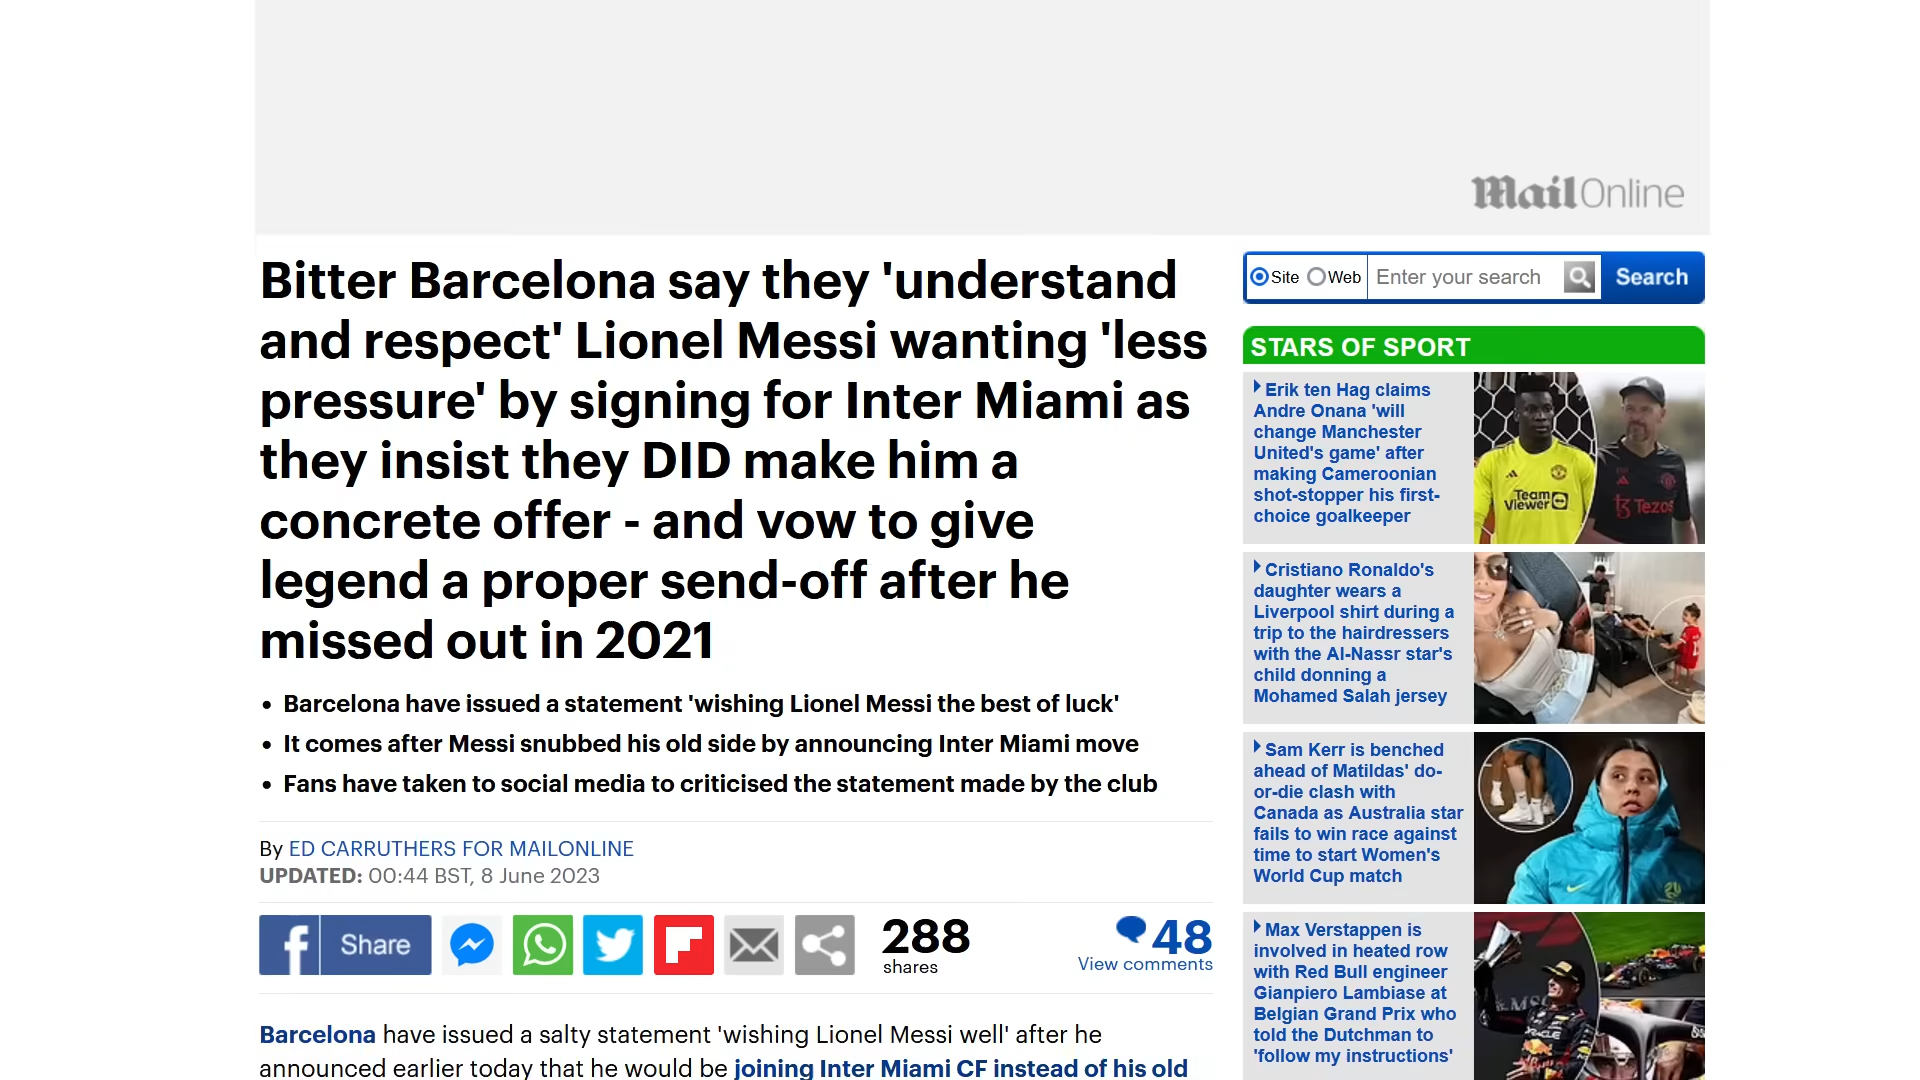 MailOnline
Bitter Barcelona say they 'understand
and respect' Lionel Messi wanting 'less
pressure' by signing for Inter Miami as
they insist they DID make him a
concrete offer - and vow to give
legend a proper send-off after he
missed out in 2021
• Barcelona have issued a statement 'wishing Lionel Messi the best of luck'
• It comes after Messi snubbed his old side by announcing Inter Miami move
• Fans have taken to social media to criticised the statement made by the club
By ED CARRUTHERS FOR MAILONLINE
UPDATED: 00:44 BST, 8 June 2023
Share
288
shares
48
View comments
Barcelona have issued a salty statement 'wishing Lionel Messi well' after he
announced earlier today that he would be joining Inter Miami CF instead of his old
Site Web Enter your search Search
STARS OF SPORT
Erik ten Hag claims
Andre Onana 'will
change Manchester
United's game' after
making Cameroonian
shot-stopper his first-
choice goalkeeper
Team
Viewer
Tezos
Cristiano Ronaldo's
daughter wears a
Liverpool shirt during a
trip to the hairdressers
with the Al-Nassr star's
child donning a
Mohamed Salah jersey
Sam Kerr is benched
ahead of Matildas' do-
or-die clash with
Canada as Australia star
fails to win race against
time to start Women's
World Cup match
Max Verstappen is
involved in heated row
with Red Bull engineer
Gianpiero Lambiase at
Belgian Grand Prix who
told the Dutchman to
'follow my instructions'